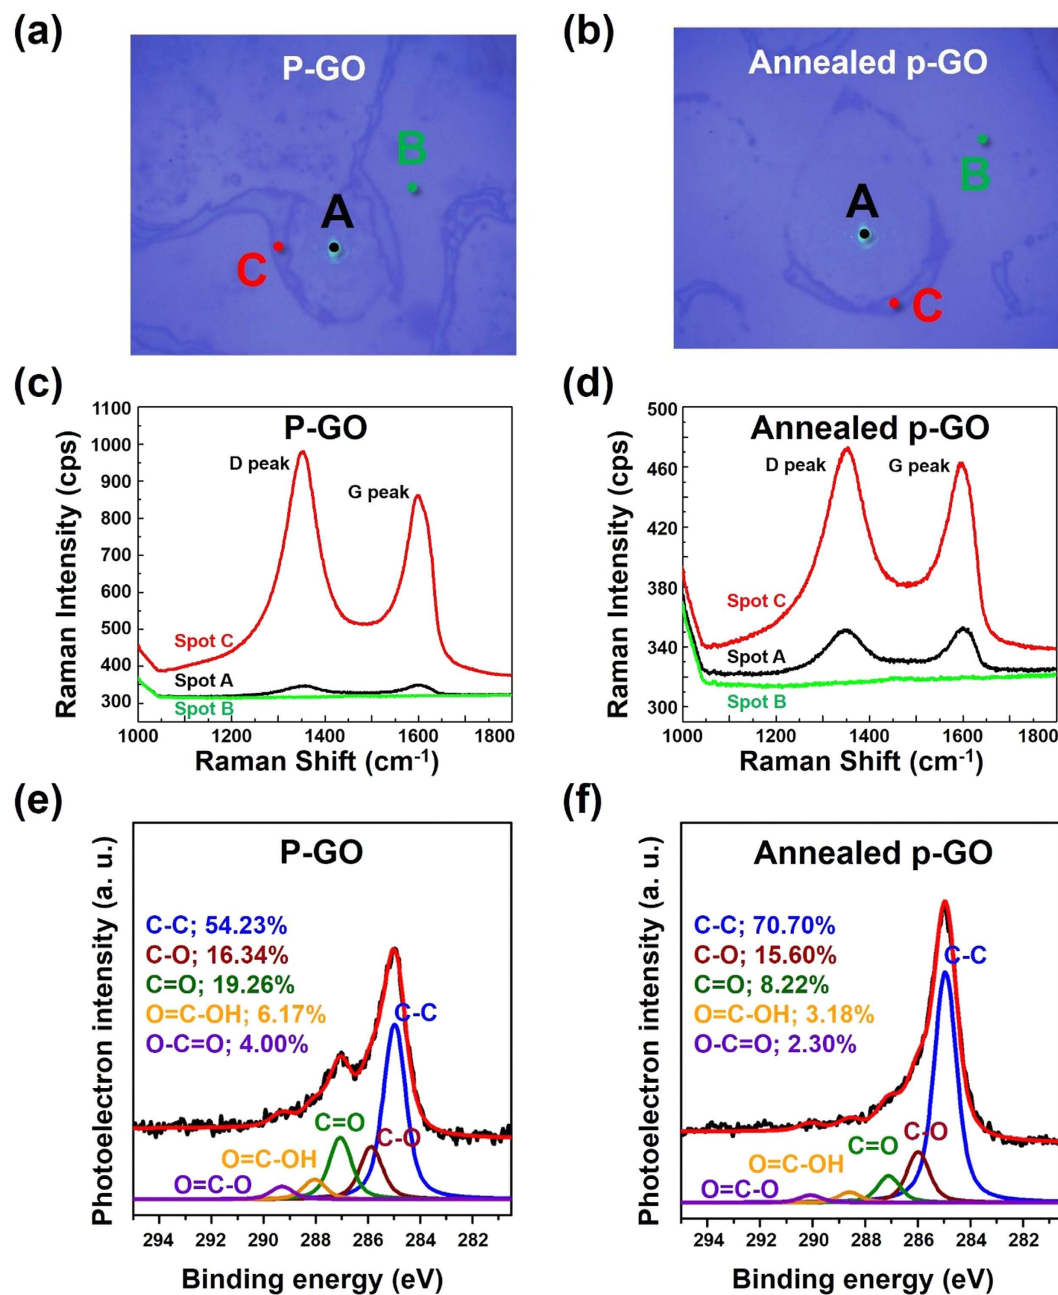 (a)
P-GO
A
B
C
(b)
Annealed p-GO
A
B
C
(c)
P-GO
D peak
G peak
Spot C
Spot A
Spot B
1100
1000
900
800
700
600
500
400
300
Raman Intensity (cps)
1000 1200 1400 1600 1800
Raman Shift (cm-1)
(d)
Annealed p-GO
D peak
G peak
Spot C
Spot A
Spot B
500
460
420
380
340
300
Raman Intensity (cps)
1000 1200 1400 1600 1800
Raman Shift (cm-1)
(e)
P-GO
C-C; 54.23%
C-O; 16.34%
C=O; 19.26%
O=C-OH; 6.17%
O-C=O; 4.00%
C-C
C=O
C-O
O=C-OH
O=C-O
Photoelectron intensity (a. u.)
294 292 290 288 286 284 282
Binding energy (eV)
(f)
Annealed p-GO
C-C; 70.70%
C-O; 15.60%
C=O; 8.22%
O=C-OH; 3.18%
O-C=O; 2.30%
C-C
C-O
C=O
O=C-OH
O=C-O
Photoelectron intensity (a. u.)
294 292 290 288 286 284 282
Binding energy (eV)